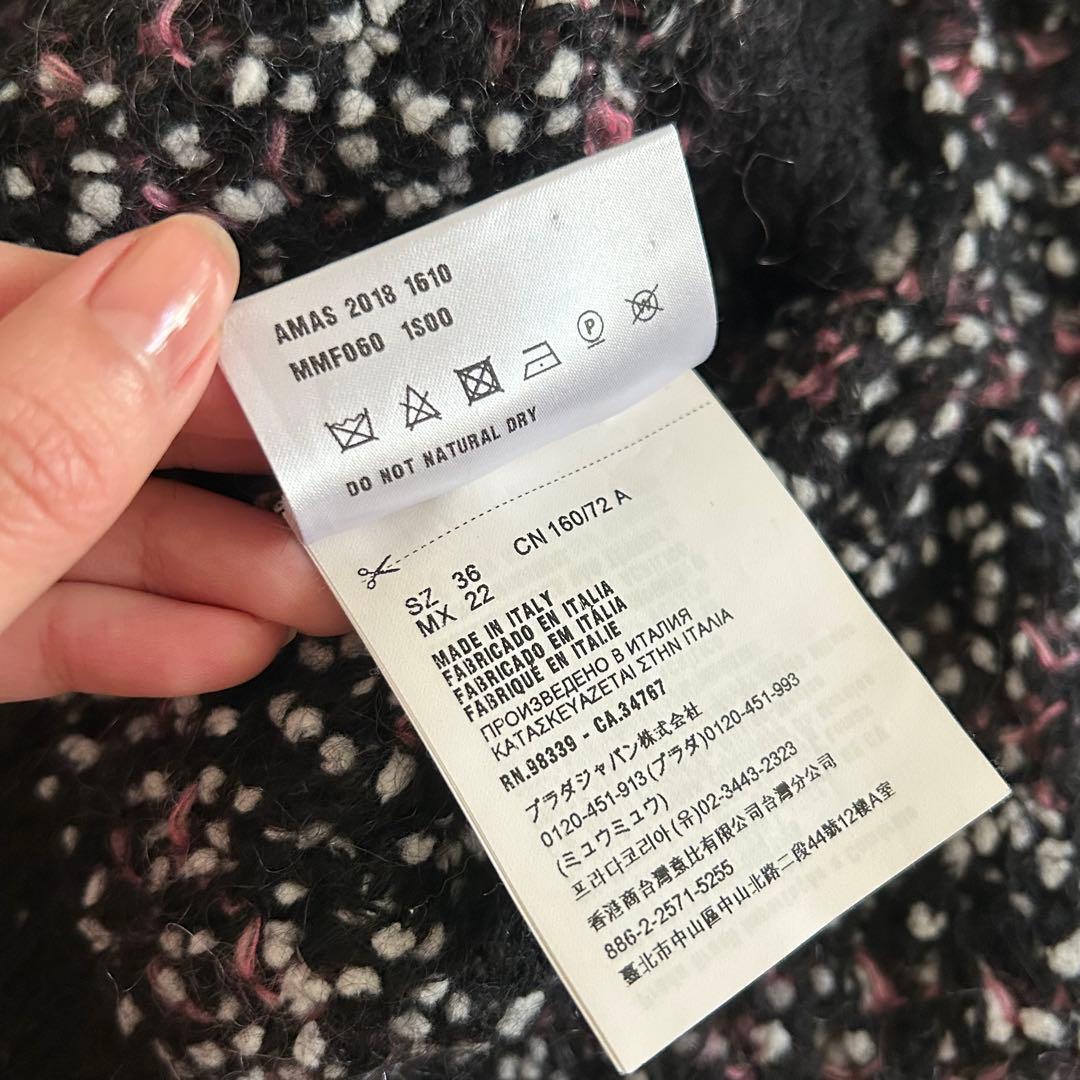 AMAS 2018 1610
MMF060 1S00
P
W
DO NOT NATURAL DRY
CN 160/72 A
SZ 36
MX 22
MADE IN ITALY
FABRICADO EN ITALIA
FABRICADO EM ITÁLIA
FABRIQUÉ EN ITALIE
ПРОИЗВЕДЕНО В ИТАЛИЯ
ΚΑΤΑΣΚΕΥΑΖΕΤΑΙ ΣΤΗΝ ΙΤΑΛΙΑ
RN.98339 - CA.34767
プラダジャパン株式会社
0120-451-913(プラダ)0120-451-993
(ミュウミュウ)
프라다코리아(유)02-3443-2323
香港商台灣意比有限公司台灣分公司
886-2-2571-5255
臺北市中山區中山北路二段44號12樓A室